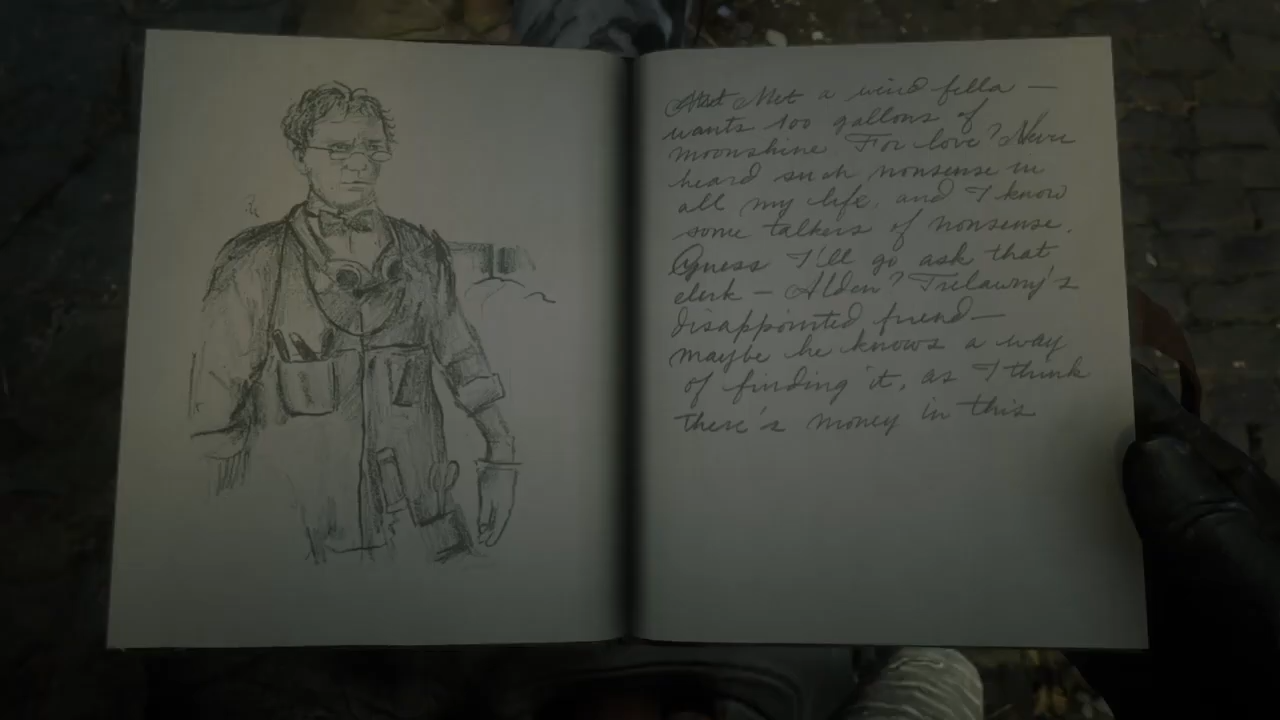 Met a weird fella —
wants 100 gallons of
moonshine. For love? Never
heard such nonsense in
all my life, and I know
some talkers of nonsense.
Guess I'll go ask that
clerk — Alden? Trelawny's
disappointed friend —
maybe he knows a way
of finding it, as I think
there's money in this